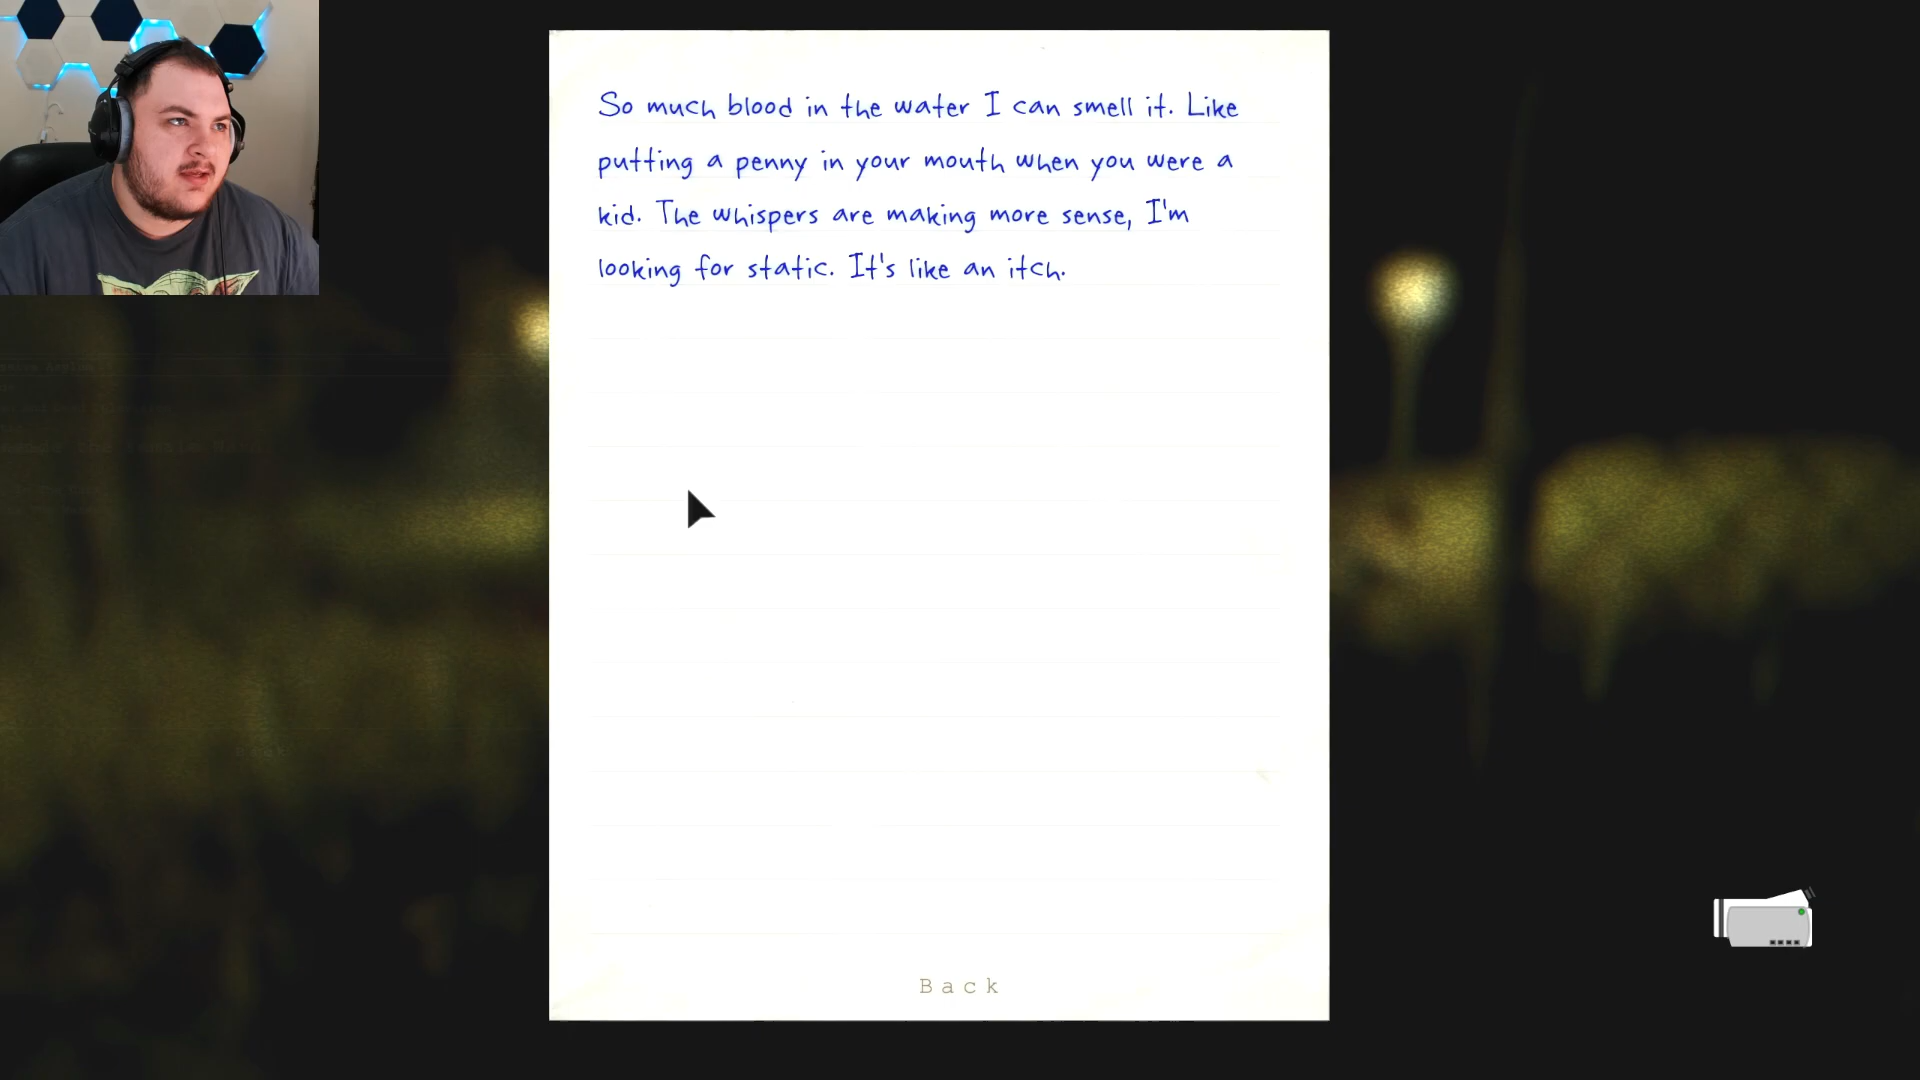 So much blood in the water I can smell it. Like
putting a penny in your mouth when you were a
kid. The whispers are making more sense, I'm
looking for static. It's like an itch.
Back